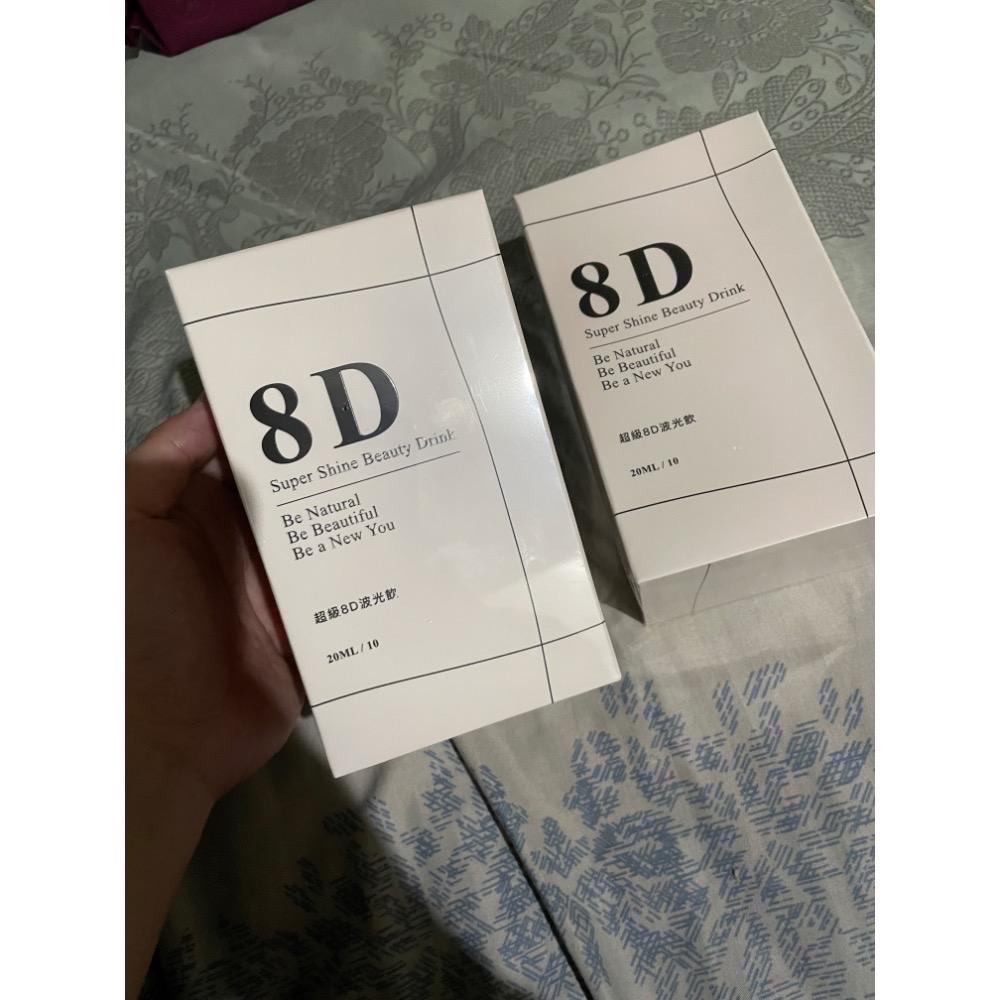 8D
Super Shine Beauty Drink
Be Natural
Be Beautiful
Be a New You
超級8D波光飲
20ML / 10
8D
Super Shine Beauty Drink
Be Natural
Be Beautiful
Be a New You
超級8D波光飲
20ML / 10